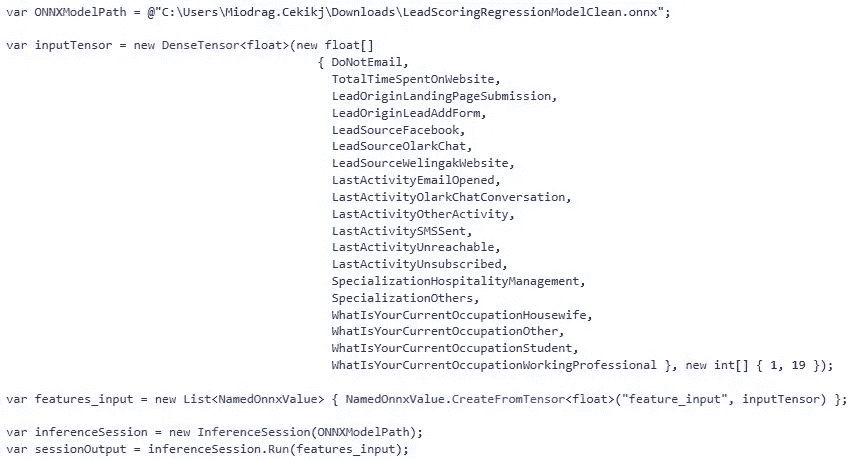 var ONNXModelPath = @"C:\Users\Miodrag.Cekikj\Downloads\LeadScoringRegressionModelClean.onnx";
var inputTensor = new DenseTensor<float>(new float[]
{ DoNotEmail,
TotalTimeSpentOnWebsite,
LeadOriginLandingPageSubmission,
LeadOriginLeadAddForm,
LeadSourceFacebook,
LeadSourceOlarkChat,
LeadSourceWelingakWebsite,
LastActivityEmailOpened,
LastActivityOlarkChatConversation,
LastActivityOtherActivity,
LastActivitySMSSent,
LastActivityUnreachable,
LastActivityUnsubscribed,
SpecializationHospitalityManagement,
SpecializationOthers,
WhatIsYourCurrentOccupationHousewife,
WhatIsYourCurrentOccupationOther,
WhatIsYourCurrentOccupationStudent,
WhatIsYourCurrentOccupationWorkingProfessional }, new int[] { 1, 19 });
var features_input = new List<NamedOnnxValue> { NamedOnnxValue.CreateFromTensor<float>("feature_input", inputTensor) };
var inferenceSession = new InferenceSession(ONNXModelPath);
var sessionOutput = inferenceSession.Run(features_input);